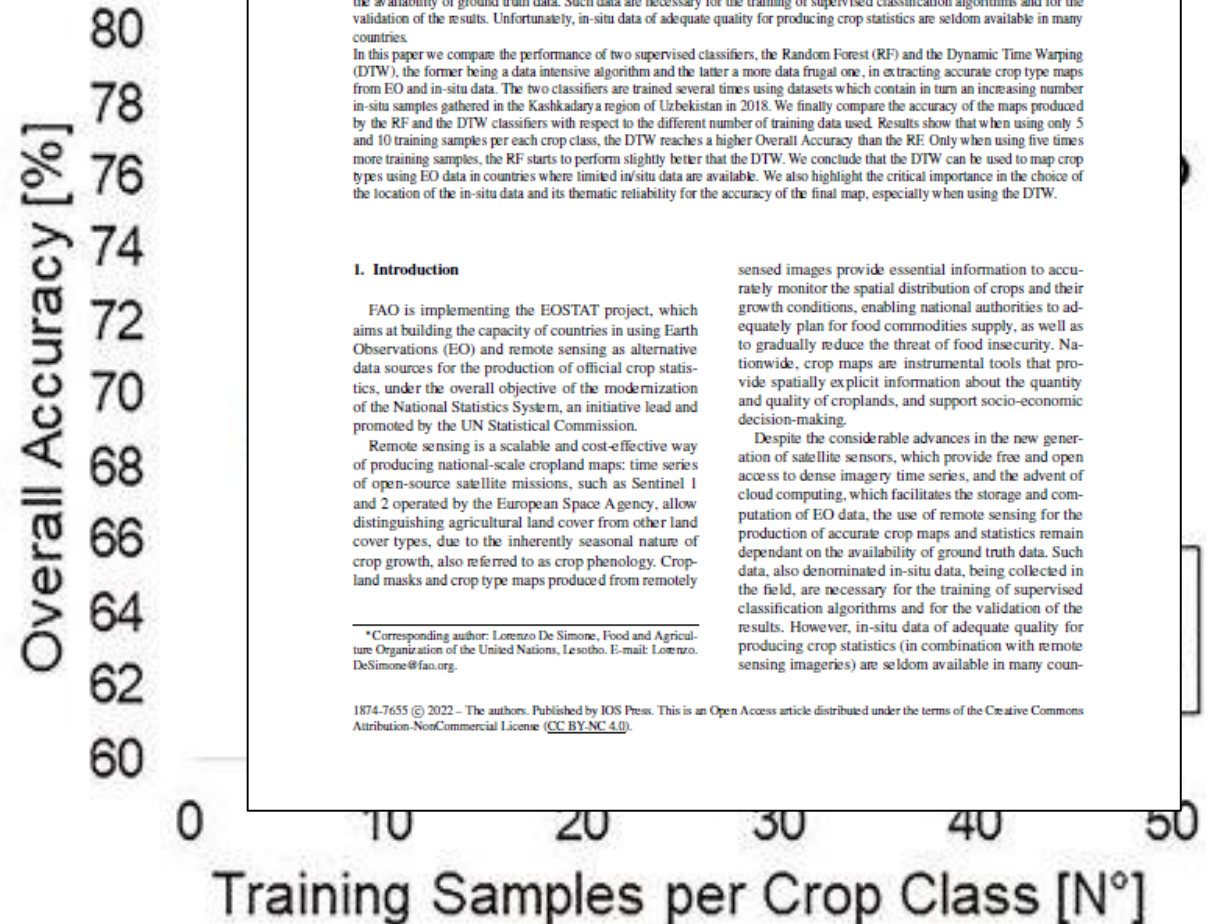 the availability of ground truth data. Such data are necessary for the training of supervised classification algorithms and for the
validation of the results. Unfortunately, in-situ data of adequate quality for producing crop statistics are seldom available in many
countries.
In this paper we compare the performance of two supervised classifiers, the Random Forest (RF) and the Dynamic Time Warping
(DTW), the former being a data intensive algorithm and the latter a more data frugal one, in extracting accurate crop type maps
from EO and in-situ data. The two classifiers are trained several times using datasets which contain in turn an increasing number
in-situ samples gathered in the Kashkadarya region of Uzbekistan in 2018. We finally compare the accuracy of the maps produced
by the RF and the DTW classifiers with respect to the different number of training data used. Results show that when using only 5
and 10 training samples per each crop class, the DTW reaches a higher Overall Accuracy than the RF. Only when using five times
more training samples, the RF starts to perform slightly better that the DTW. We conclude that the DTW can be used to map crop
types using EO data in countries where limited in/situ data are available. We also highlight the critical importance in the choice of
the location of the in-situ data and its thematic reliability for the accuracy of the final map, especially when using the DTW.
1. Introduction
FAO is implementing the EOSTAT project, which
aims at building the capacity of countries in using Earth
Observations (EO) and remote sensing as alternative
data sources for the production of official crop statis-
tics, under the overall objective of the modernization
of the National Statistics System, an initiative lead and
promoted by the UN Statistical Commission.
Remote sensing is a scalable and cost-effective way
of producing national-scale cropland maps: time series
of open-source satellite missions, such as Sentinel 1
and 2 operated by the European Space Agency, allow
distinguishing agricultural land cover from other land
cover types, due to the inherently seasonal nature of
crop growth, also referred to as crop phenology. Crop-
land masks and crop type maps produced from remotely
*Corresponding author: Lorenzo De Simone, Food and Agricul-
ture Organization of the United Nations, Lesotho. E-mail: Lorenzo.
DeSimone@fao.org.
sensed images provide essential information to accu-
rately monitor the spatial distribution of crops and their
growth conditions, enabling national authorities to ad-
equately plan for food commodities supply, as well as
to gradually reduce the threat of food insecurity. Na-
tionwide, crop maps are instrumental tools that pro-
vide spatially explicit information about the quantity
and quality of croplands, and support socio-economic
decision-making.
Despite the considerable advances in the new gener-
ation of satellite sensors, which provide free and open
access to dense imagery time series, and the advent of
cloud computing, which facilitates the storage and com-
putation of EO data, the use of remote sensing for the
production of accurate crop maps and statistics remain
dependant on the availability of ground truth data. Such
data, also denominated in-situ data, being collected in
the field, are necessary for the training of supervised
classification algorithms and for the validation of the
results. However, in-situ data of adequate quality for
producing crop statistics (in combination with remote
sensing imageries) are seldom available in many coun-
1874-7655 © 2022 – The authors. Published by IOS Press. This is an Open Access article distributed under the terms of the Creative Commons
Attribution-NonCommercial License (CC BY-NC 4.0).
Overall Accuracy [%]
80
78
76
74
72
70
68
66
64
62
60
0 10 20 30 40 50
Training Samples per Crop Class [N°]